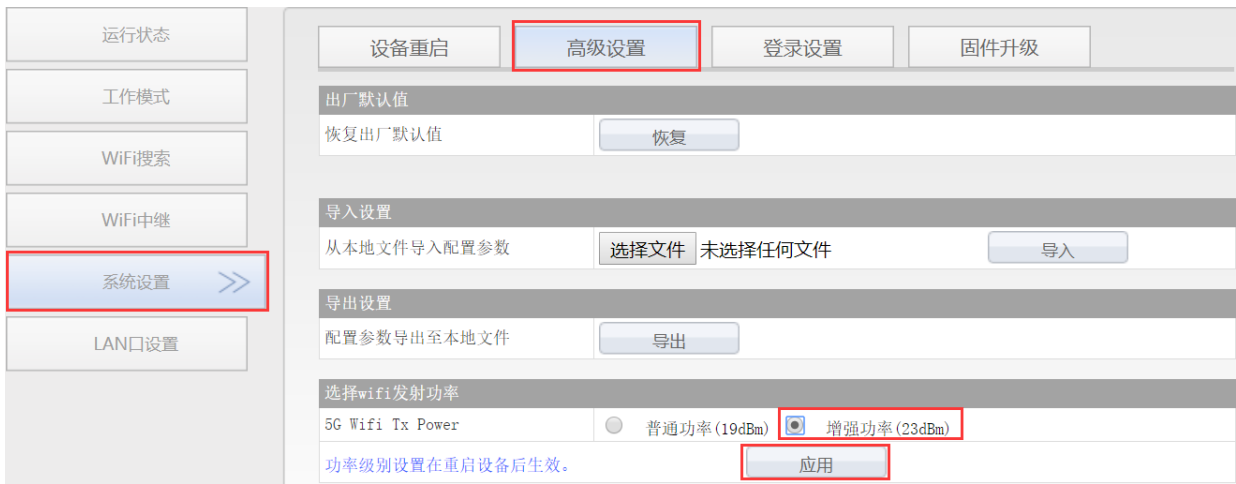 运行状态
工作模式
WiFi搜索
WiFi中继
系统设置
LAN口设置
设备重启 高级设置 登录设置 固件升级
出厂默认值
恢复出厂默认值 恢复
导入设置
从本地文件导入配置参数 选择文件 未选择任何文件 导入
导出设置
配置参数导出至本地文件 导出
选择wifi发射功率
5G Wifi Tx Power 普通功率(19dBm) 增强功率(23dBm)
功率级别设置在重启设备后生效。 应用